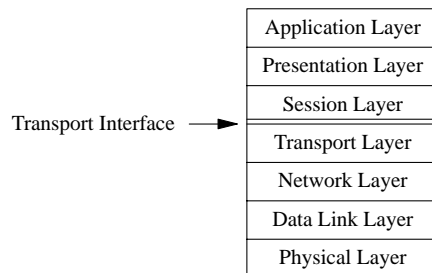 Application Layer
Presentation Layer
Session Layer
Transport Interface
Transport Layer
Network Layer
Data Link Layer
Physical Layer